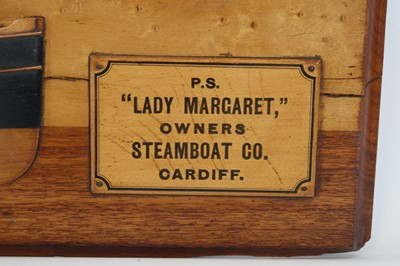 P.S.
"LADY MARGARET,"
OWNERS
STEAMBOAT CO.
CARDIFF.